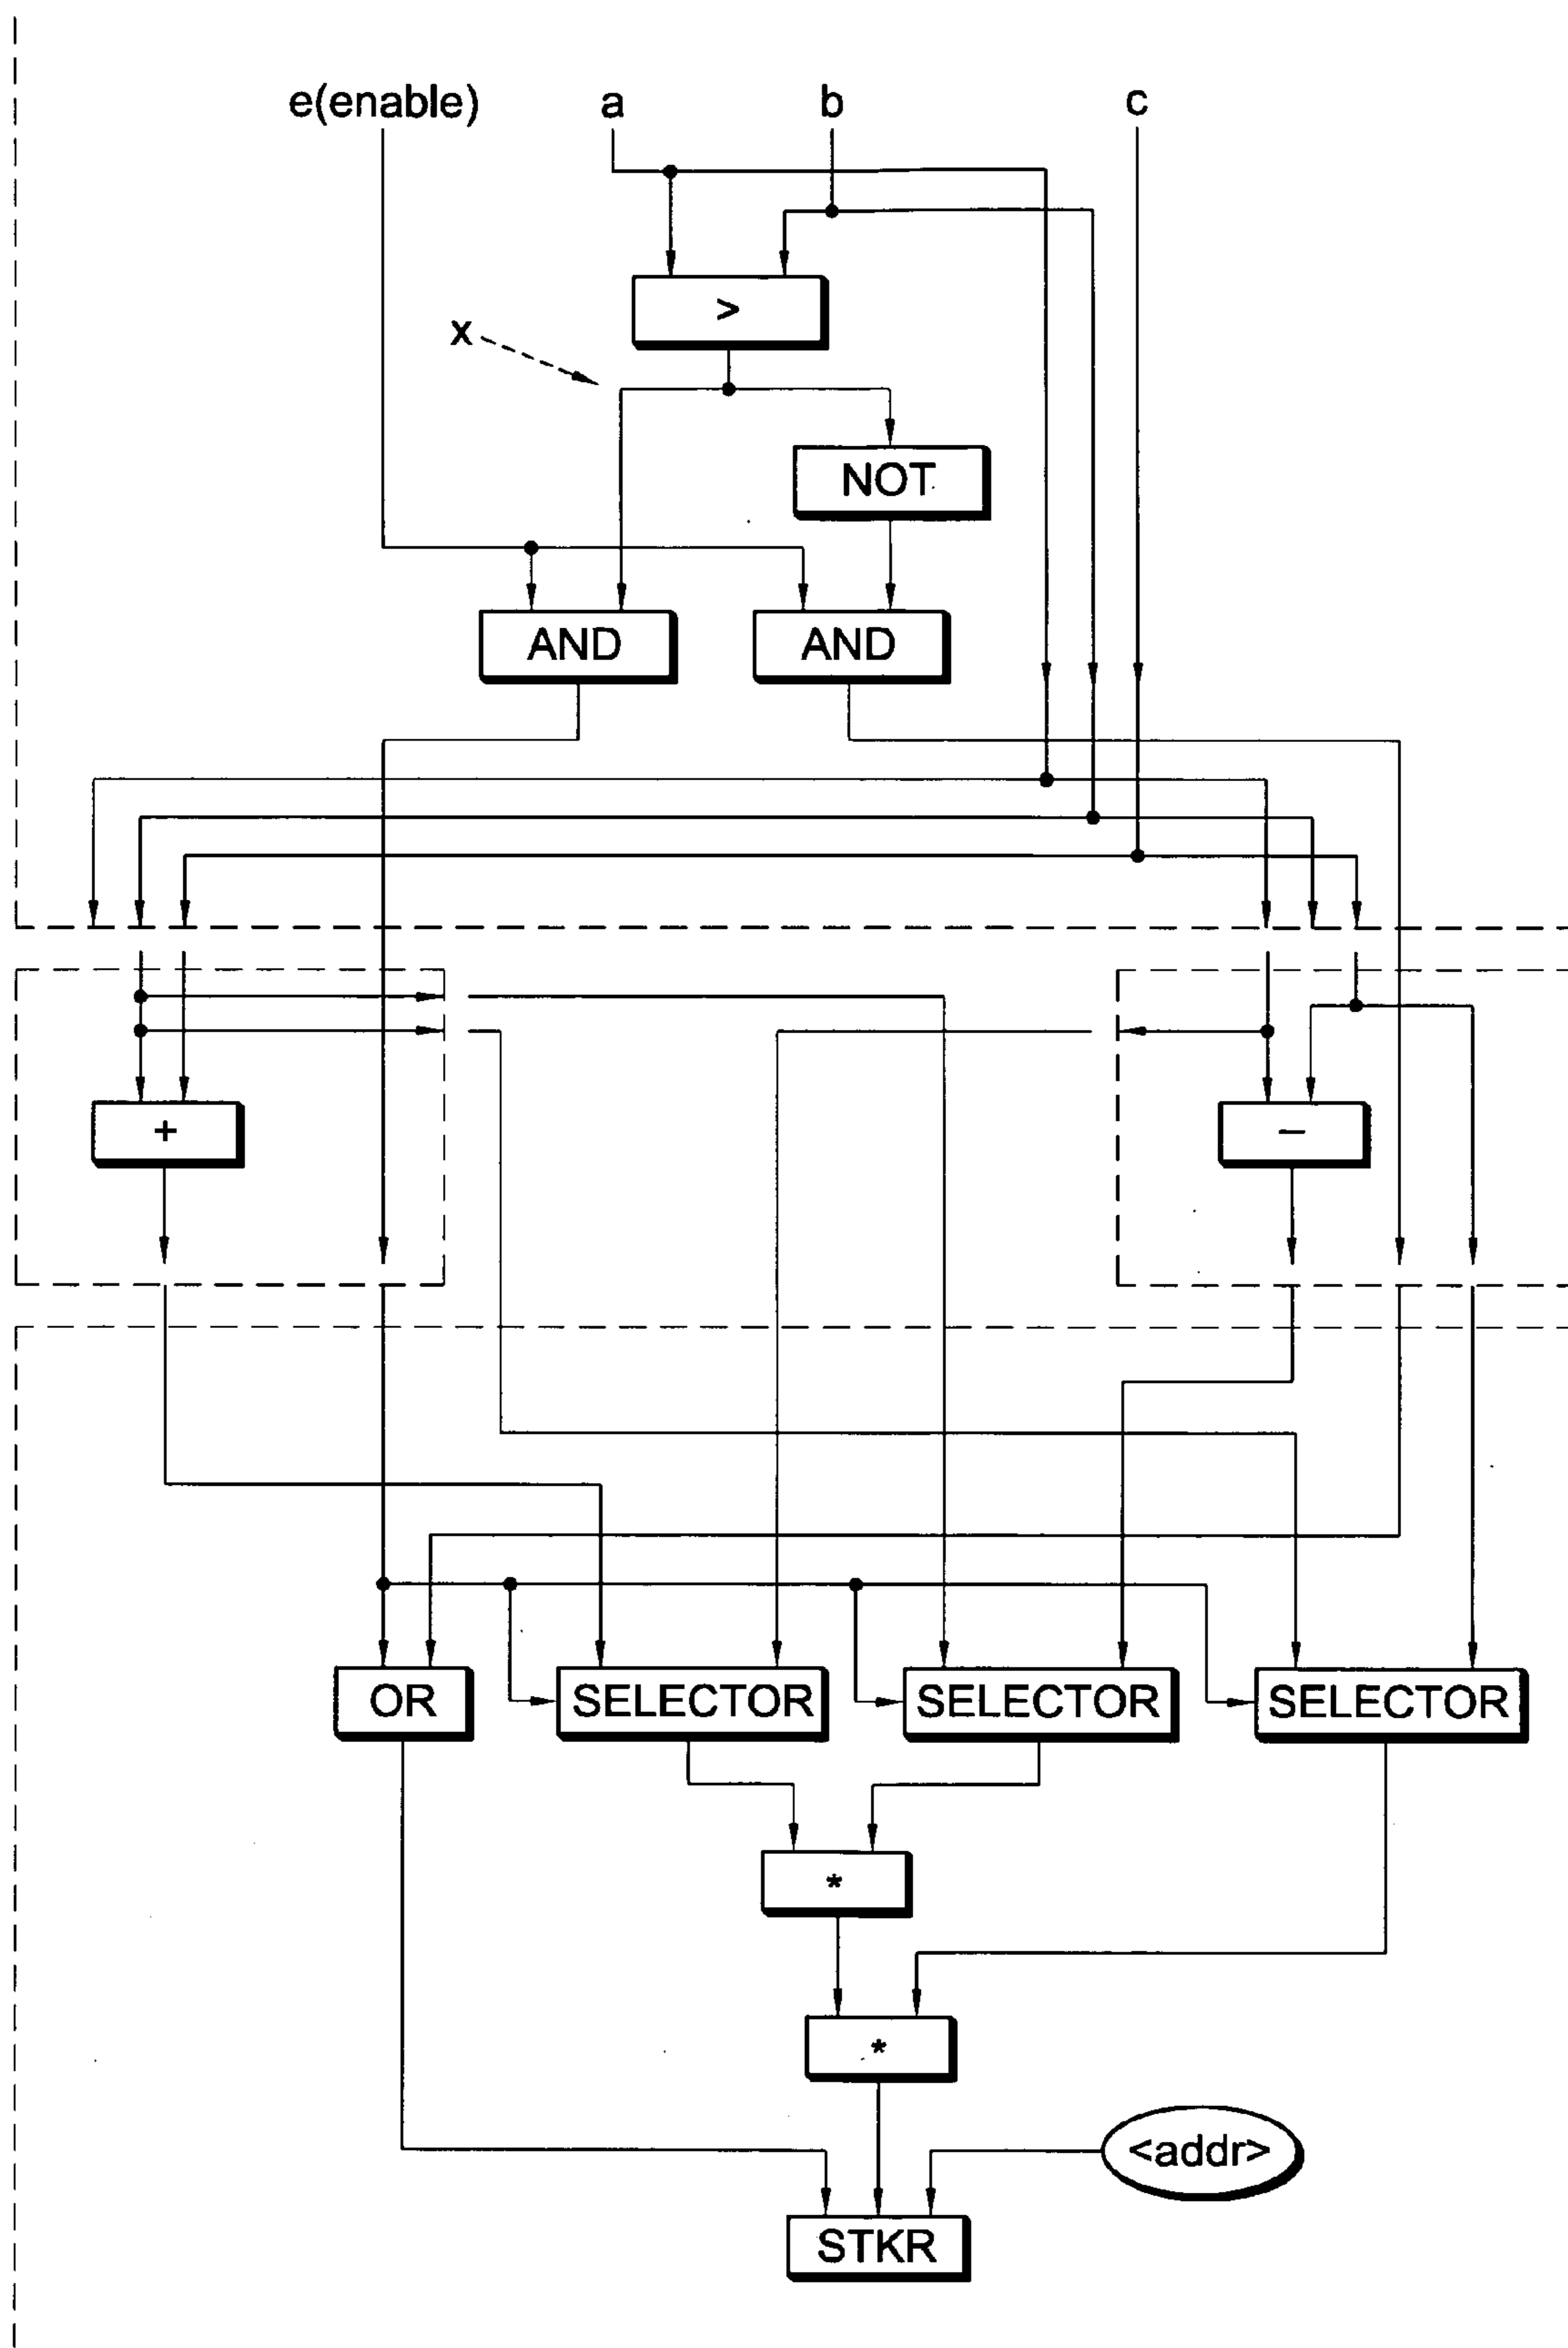 e(enable) a b c
>
x
NOT
AND AND
+ −
OR SELECTOR SELECTOR SELECTOR
*
*
<addr>
STKR